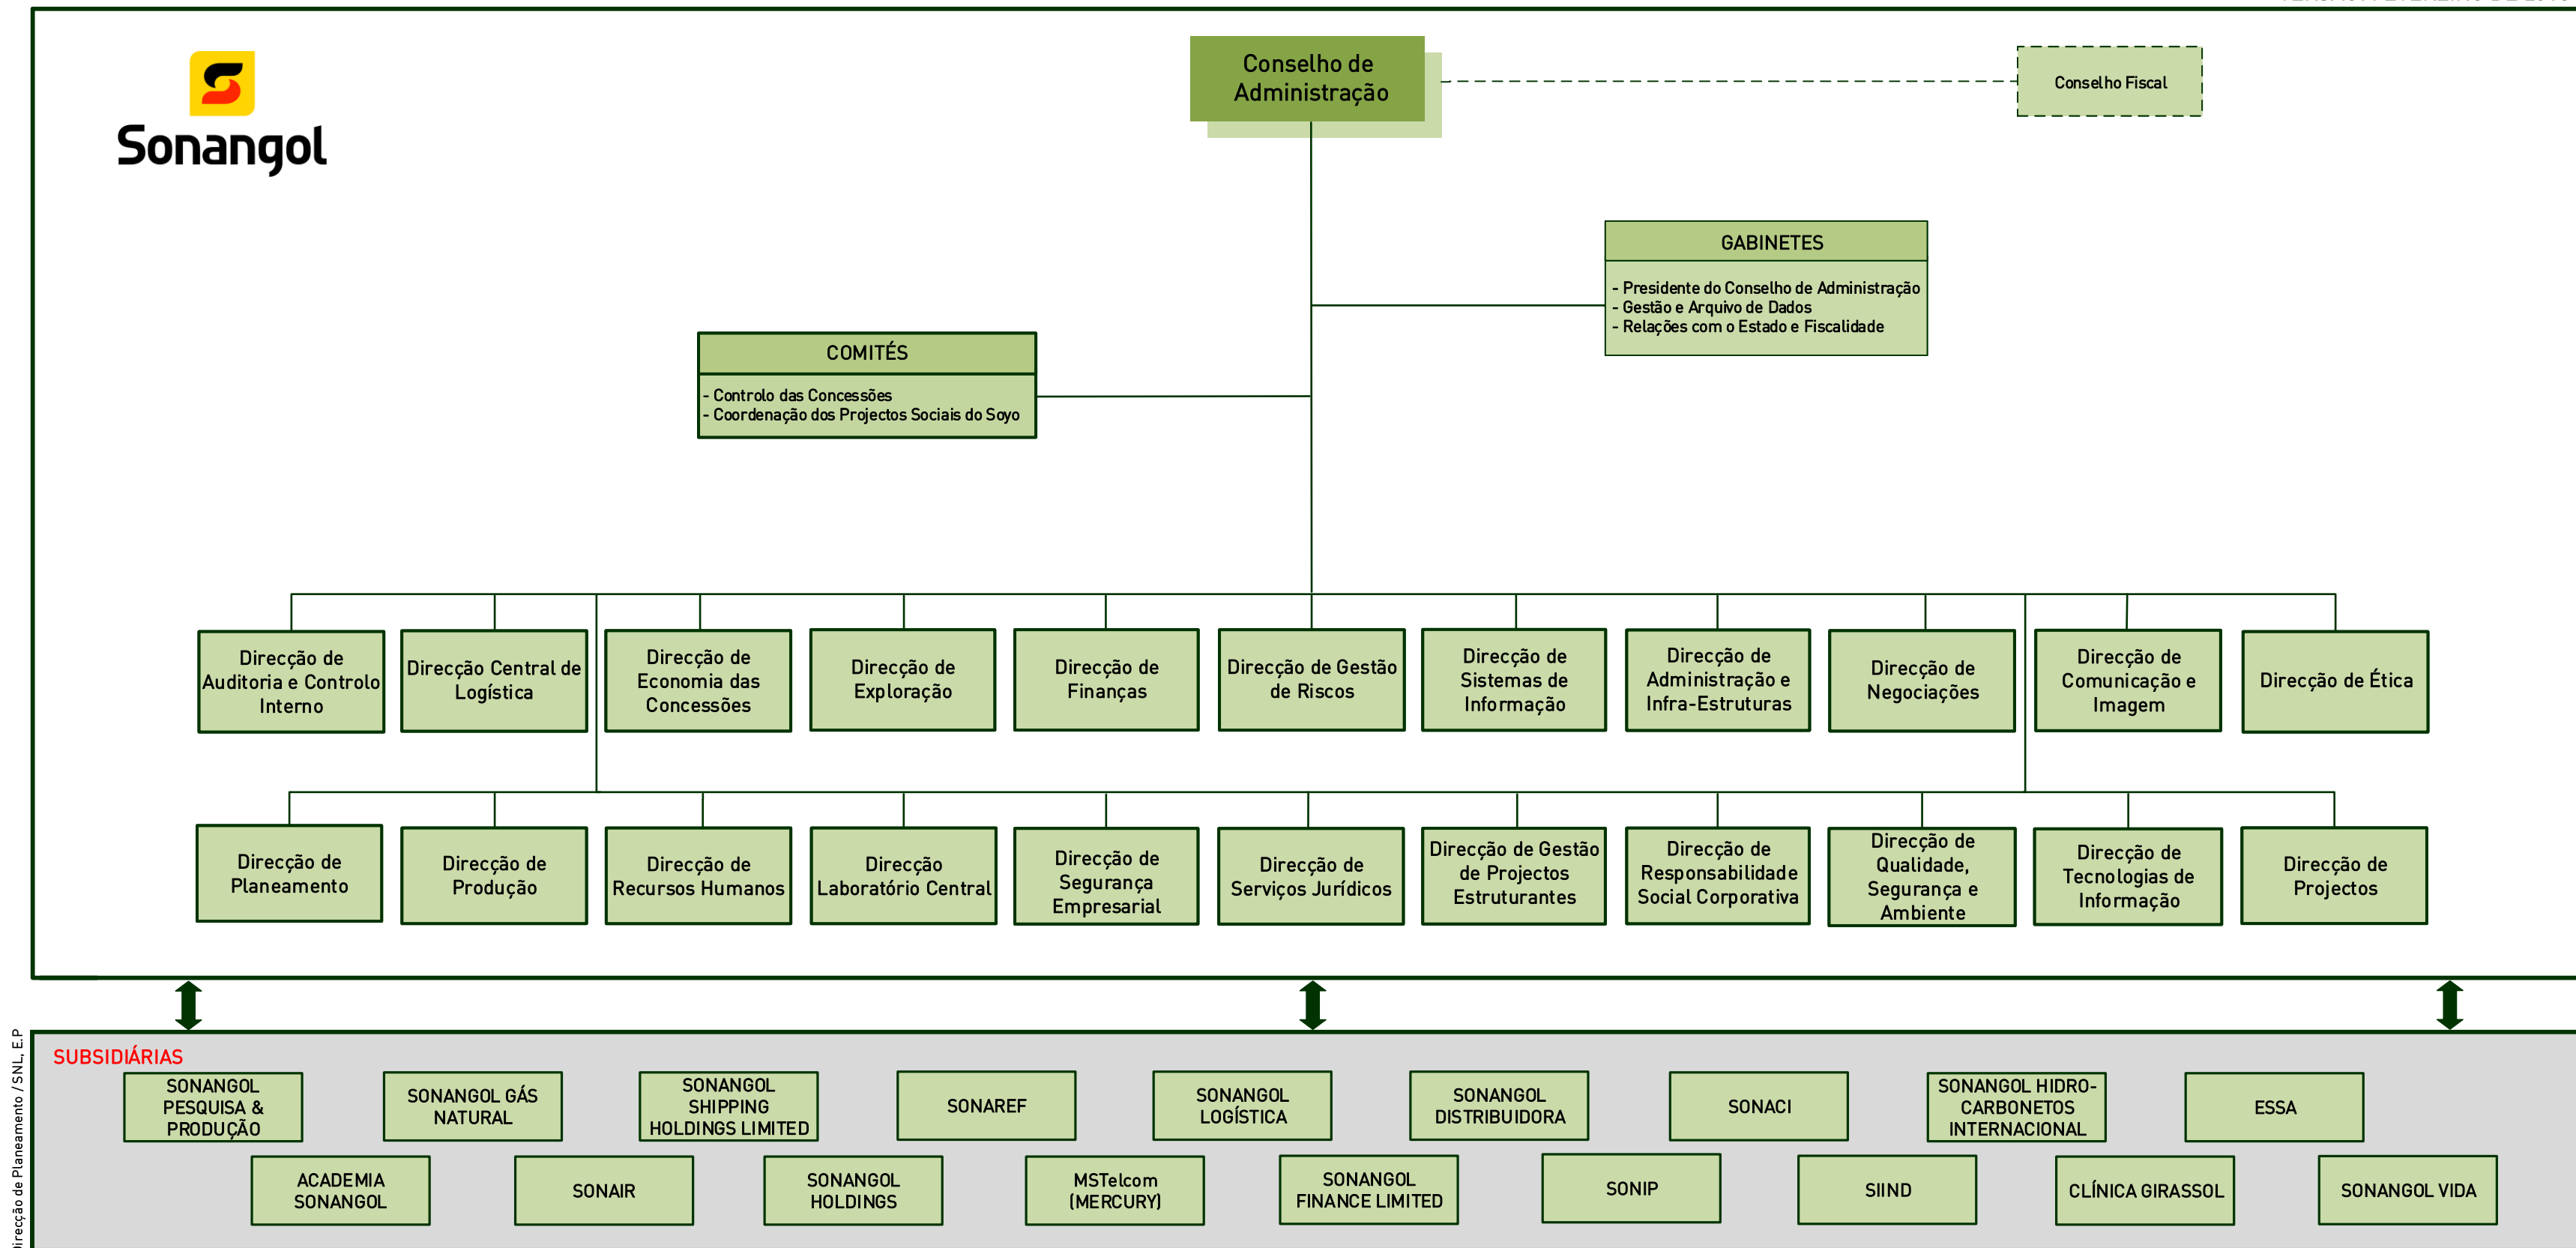 Sonangol
Conselho de
Administração
Conselho Fiscal
GABINETES
- Presidente do Conselho de Administração
- Gestão e Arquivo de Dados
- Relações com o Estado e Fiscalidade
COMITÉS
- Controlo das Concessões
- Coordenação dos Projectos Sociais do Soyo
Direcção de
Auditoria e Controlo
Interno
Direcção Central de
Logística
Direcção de
Economia das
Concessões
Direcção de
Exploração
Direcção de
Finanças
Direcção de Gestão
de Riscos
Direcção de
Sistemas de
Informação
Direcção de
Administração e
Infra-Estruturas
Direcção de
Negociações
Direcção de
Comunicação e
Imagem
Direcção de Ética
Direcção de
Planeamento
Direcção de
Produção
Direcção de
Recursos Humanos
Direcção
Laboratório Central
Direcção de
Segurança
Empresarial
Direcção de
Serviços Jurídicos
Direcção de Gestão
de Projectos
Estruturantes
Direcção de
Responsabilidade
Social Corporativa
Direcção de
Qualidade,
Segurança e
Ambiente
Direcção de
Tecnologias de
Informação
Direcção de
Projectos
Direcção de Planeamento / SNL, E.P
SUBSIDIÁRIAS
SONANGOL
PESQUISA &
PRODUÇÃO
SONANGOL GÁS
NATURAL
SONANGOL
SHIPPING
HOLDINGS LIMITED
SONAREF
SONANGOL
LOGÍSTICA
SONANGOL
DISTRIBUIDORA
SONACI
SONANGOL HIDRO-
CARBONETOS
INTERNACIONAL
ESSA
ACADEMIA
SONANGOL
SONAIR
SONANGOL
HOLDINGS
MSTelcom
(MERCURY)
SONANGOL
FINANCE LIMITED
SONIP
SIIND
CLÍNICA GIRASSOL
SONANGOL VIDA